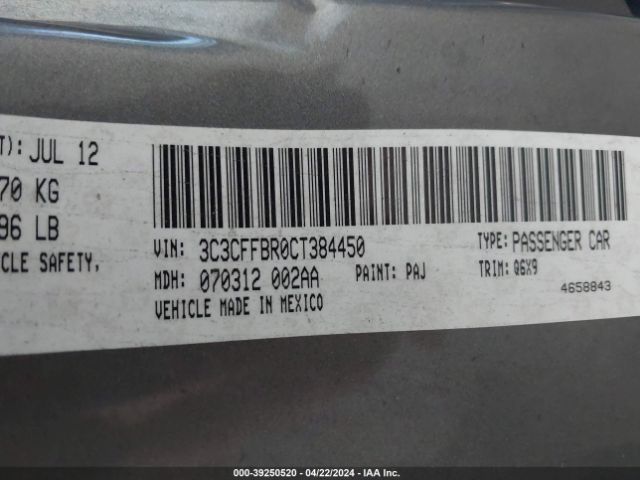 T): JUL 12
70 KG
96 LB
CLE SAFETY,
VIN: 3C3CFFBR0CT384450
TYPE: PASSENGER CAR
MDH: 070312 002AA
PAINT: PAJ
TRIM: Q6X9
VEHICLE MADE IN MEXICO
4658843
000-39250520 - 04/22/2024 - IAA Inc.